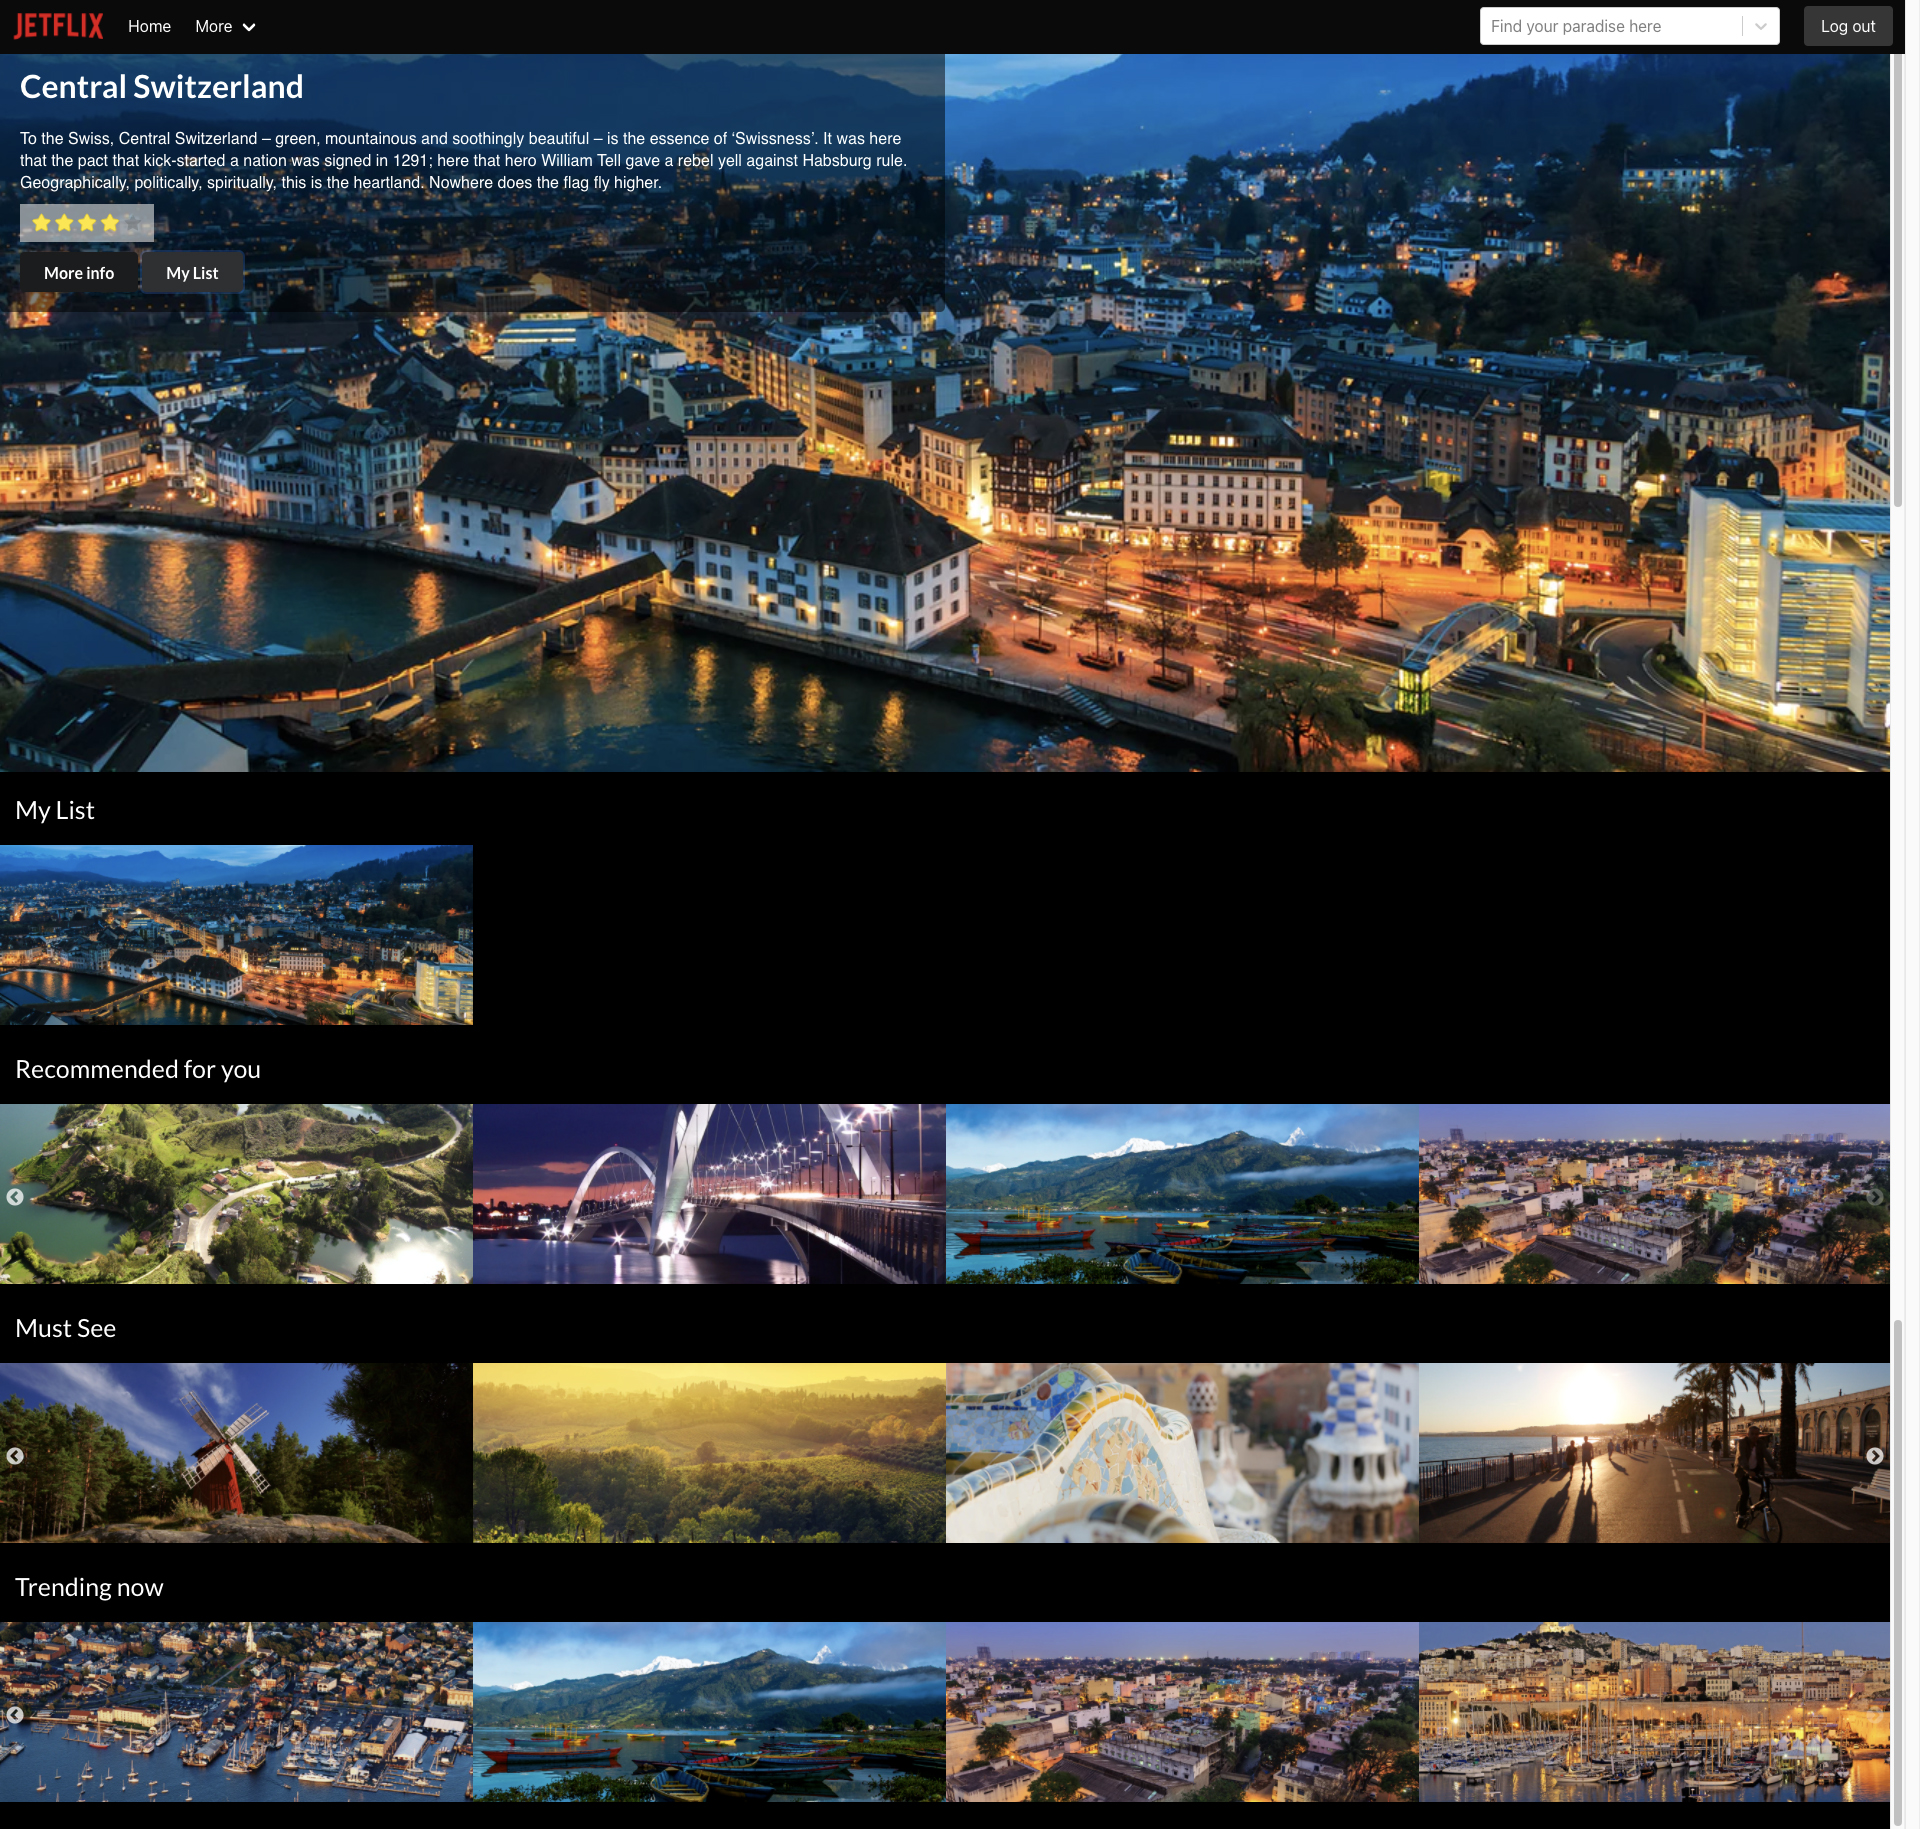 JETFLIX Home More Find your paradise here Log out
Central Switzerland
To the Swiss, Central Switzerland – green, mountainous and soothingly beautiful – is the essence of ‘Swissness’. It was here
that the pact that kick-started a nation was signed in 1291; here that hero William Tell gave a rebel yell against Habsburg rule.
Geographically, politically, spiritually, this is the heartland. Nowhere does the flag fly higher.
More info My List
My List
Recommended for you
Must See
Trending now